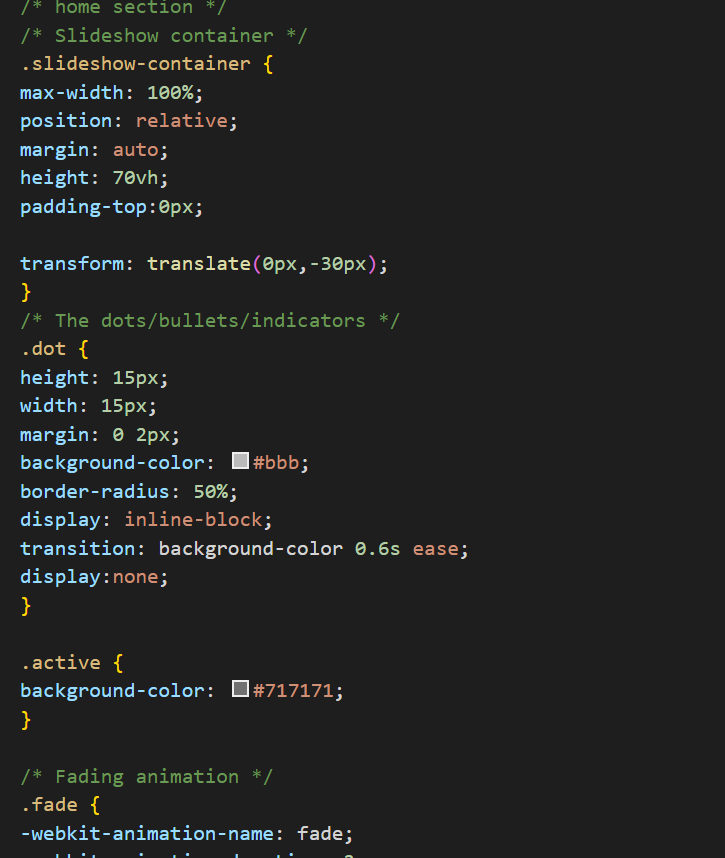 /* home section */
/* Slideshow container */
.slideshow-container {
max-width: 100%;
position: relative;
margin: auto;
height: 70vh;
padding-top:0px;
transform: translate(0px,-30px);
}
/* The dots/bullets/indicators */
.dot {
height: 15px;
width: 15px;
margin: 0 2px;
background-color: #bbb;
border-radius: 50%;
display: inline-block;
transition: background-color 0.6s ease;
display:none;
}
.active {
background-color: #717171;
}
/* Fading animation */
.fade {
-webkit-animation-name: fade;